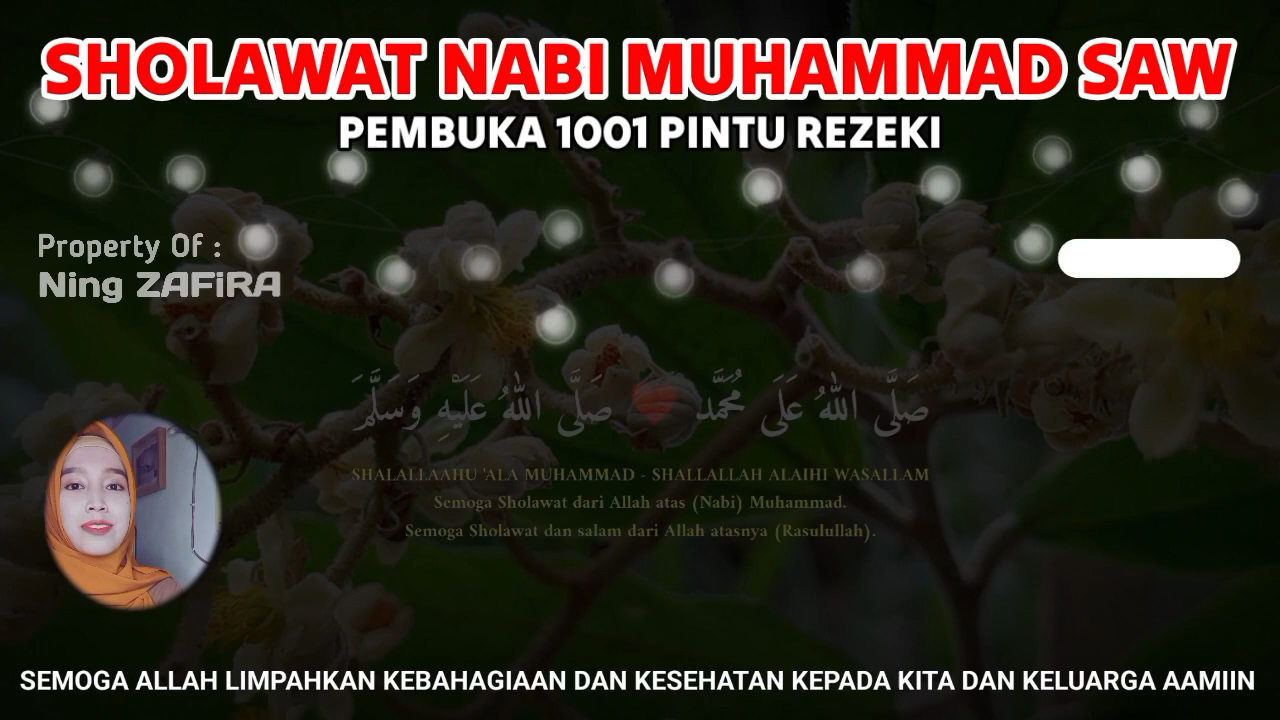 SHOLAWAT NABI MUHAMMAD SAW
PEMBUKA 1001 PINTU REZEKI
Property Of :
Ning ZAFiRA
صَلَّى اللهُ عَلَى مُحَمَّد صَلَّى اللهُ عَلَيْهِ وَسَلَّمَ
SHALALLAAHU 'ALA MUHAMMAD - SHALLALLAH ALAIHI WASALLAM
Semoga Sholawat dari Allah atas (Nabi) Muhammad.
Semoga Sholawat dan salam dari Allah atasnya (Rasulullah).
SEMOGA ALLAH LIMPAHKAN KEBAHAGIAAN DAN KESEHATAN KEPADA KITA DAN KELUARGA AAMIIN